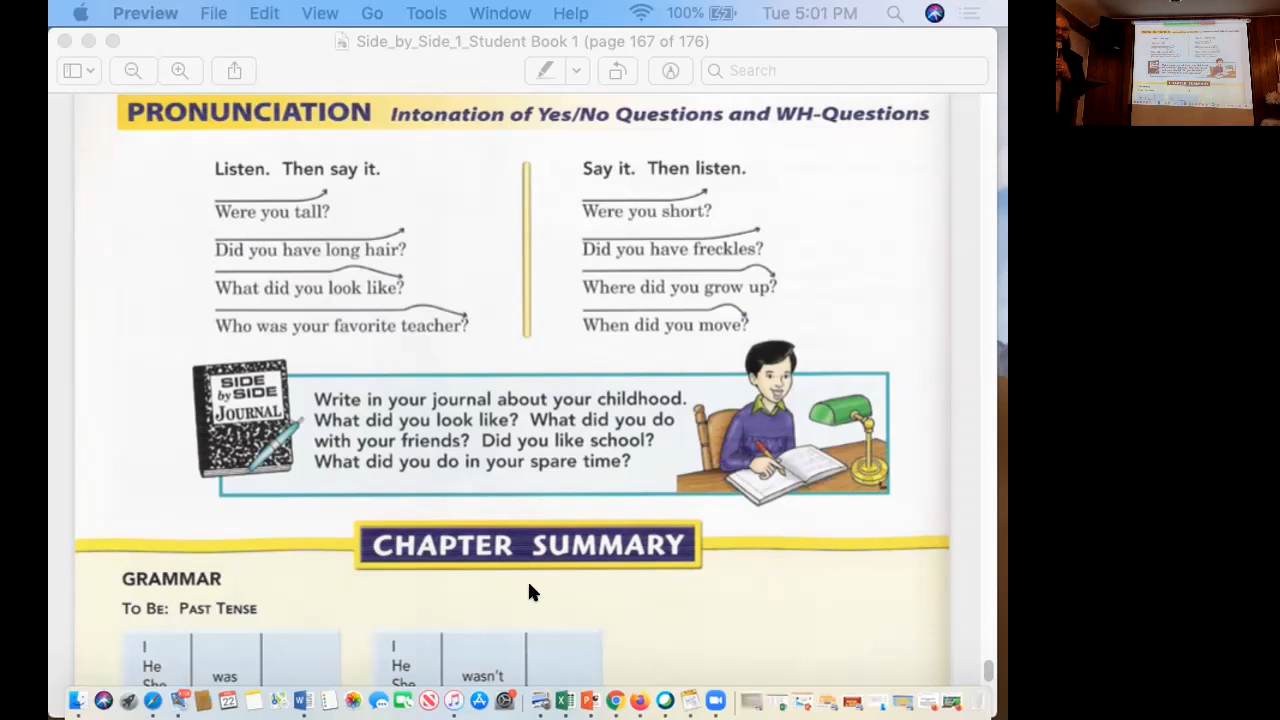 Preview File Edit View Go Tools Window Help 100% Tue 5:01 PM
Side_by_Side_1_Student Book 1 (page 167 of 176)
Search
PRONUNCIATION Intonation of Yes/No Questions and WH-Questions
Listen. Then say it.
Were you tall?
Did you have long hair?
What did you look like?
Who was your favorite teacher?
Say it. Then listen.
Were you short?
Did you have freckles?
Where did you grow up?
When did you move?
SIDE
by SIDE
JOURNAL
Write in your journal about your childhood.
What did you look like? What did you do
with your friends? Did you like school?
What did you do in your spare time?
CHAPTER SUMMARY
GRAMMAR
TO BE: PAST TENSE
I
He
She
was
I
He
She
wasn't
22